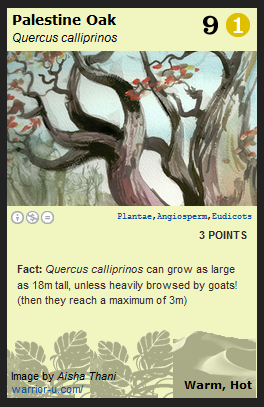 Palestine Oak
Quercus calliprinos
9 1
Plantae,Angiosperm,Eudicots
3 POINTS
Fact: Quercus calliprinos can grow as large
as 18m tall, unless heavily browsed by goats!
(then they reach a maximum of 3m)
Image by Aisha Thani
warrior-u.com/
Warm, Hot